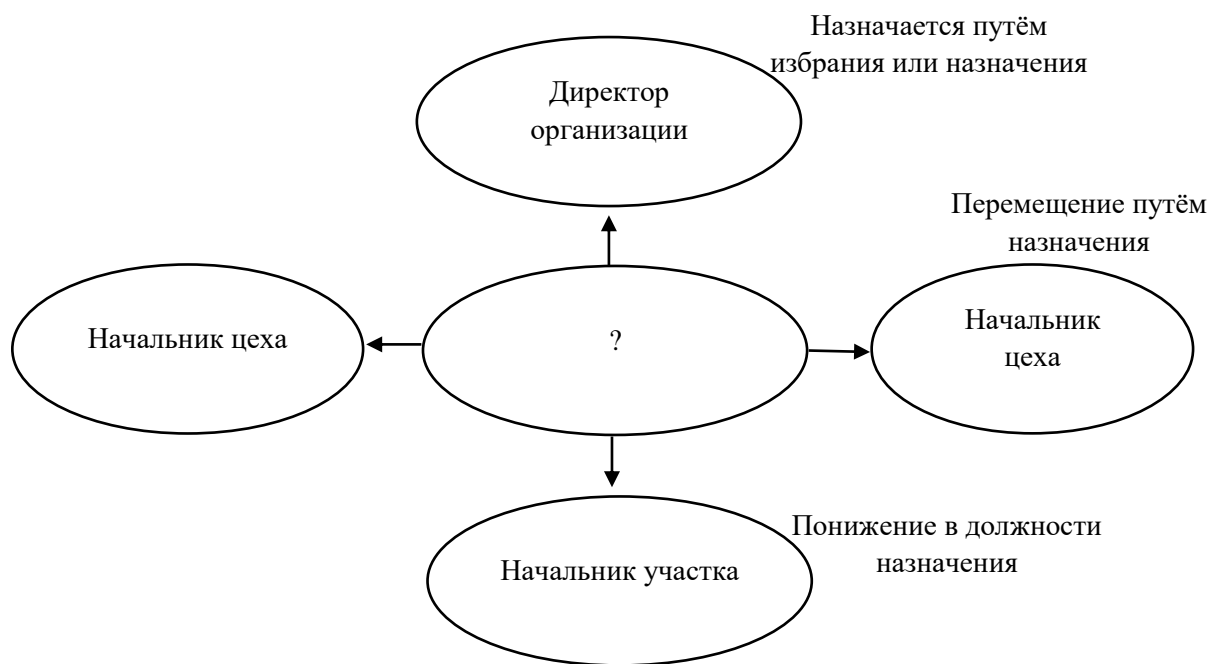 Назначается путём
избрания или назначения
Директор
организации
Перемещение путём
назначения
Начальник цеха
?
Начальник
цеха
Понижение в должности
назначения
Начальник участка